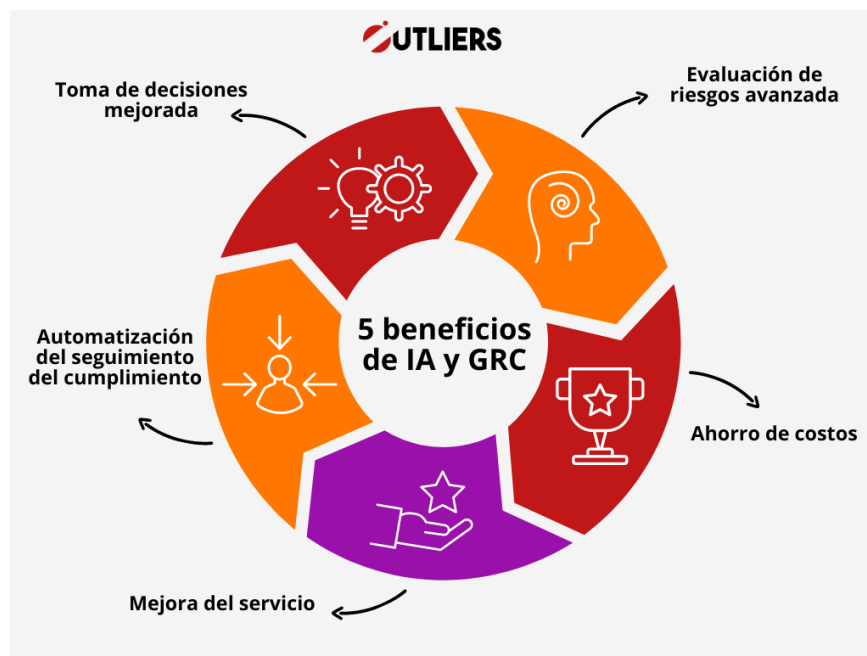 OUTLIERS
Toma de decisiones
mejorada
Evaluación de
riesgos avanzada
5 beneficios
de IA y GRC
Automatización
del seguimiento
del cumplimiento
Ahorro de costos
Mejora del servicio